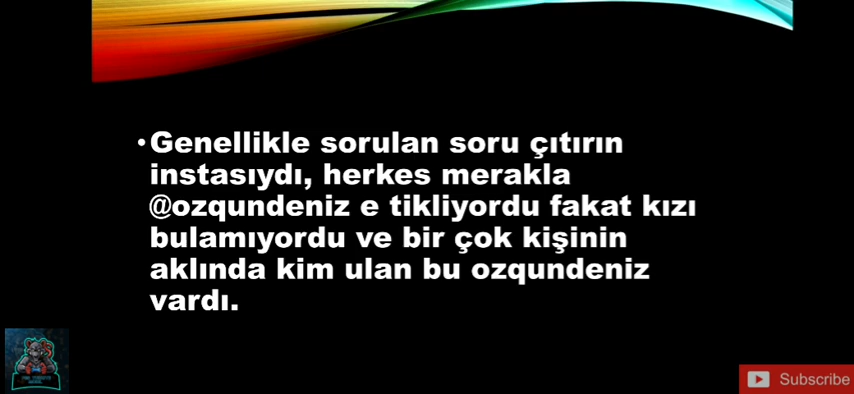 •Genellikle sorulan soru çıtırın
instasıydı, herkes merakla
@ozqundeniz e tikliyordu fakat kızı
bulamıyordu ve bir çok kişinin
aklında kim ulan bu ozqundeniz
vardı.
Subscribe